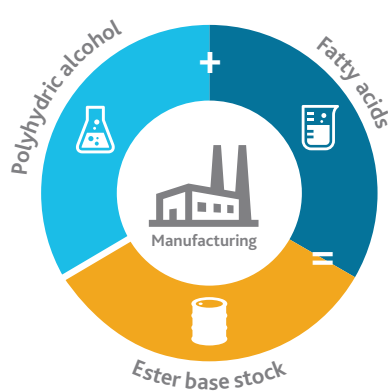 Polyhydric alcohol
+
Fatty acids
Manufacturing
=
Ester base stock